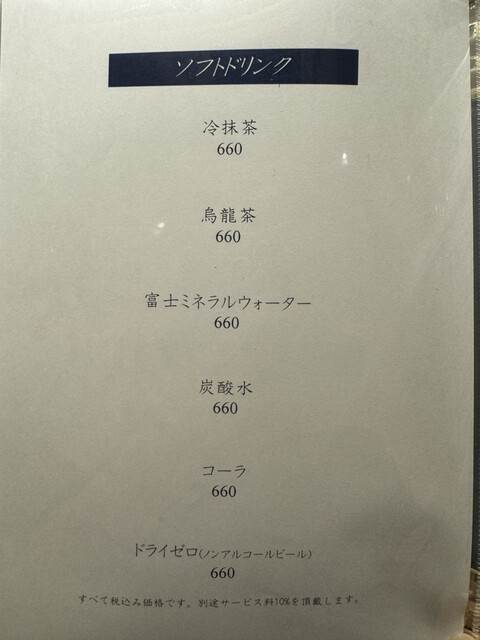 ソフトドリンク
冷抹茶
660
烏龍茶
660
富士ミネラルウォーター
660
炭酸水
660
コーラ
660
ドライゼロ(ノンアルコールビール)
660
すべて税込み価格です。別途サービス料10%を頂戴します。